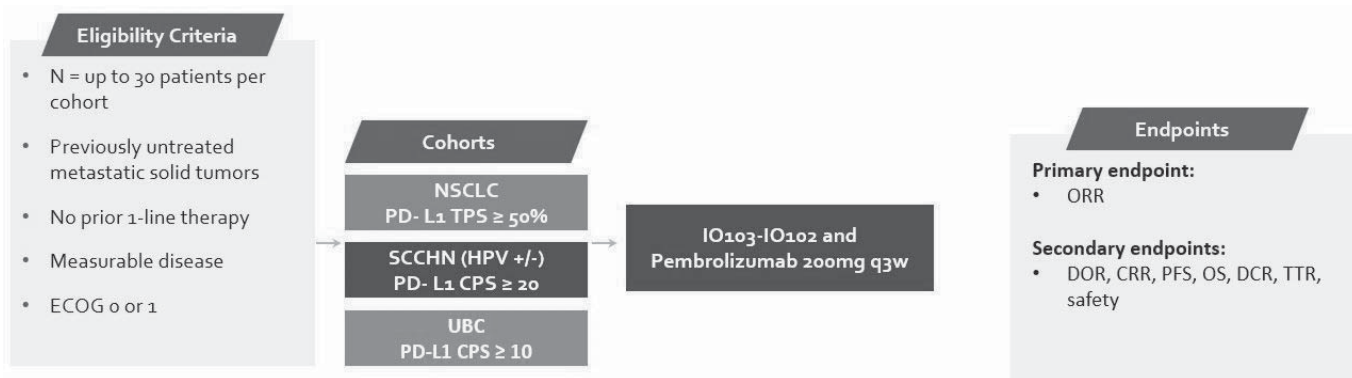 Eligibility Criteria
• N = up to 30 patients per
cohort
• Previously untreated
metastatic solid tumors
• No prior 1-line therapy
• Measurable disease
• ECOG 0 or 1
Cohorts
NSCLC
PD- L1 TPS ≥ 50%
SCCHN (HPV +/-)
PD- L1 CPS ≥ 20
UBC
PD-L1 CPS ≥ 10
IO103-IO102 and
Pembrolizumab 200mg q3w
Endpoints
Primary endpoint:
• ORR
Secondary endpoints:
• DOR, CRR, PFS, OS, DCR, TTR,
safety